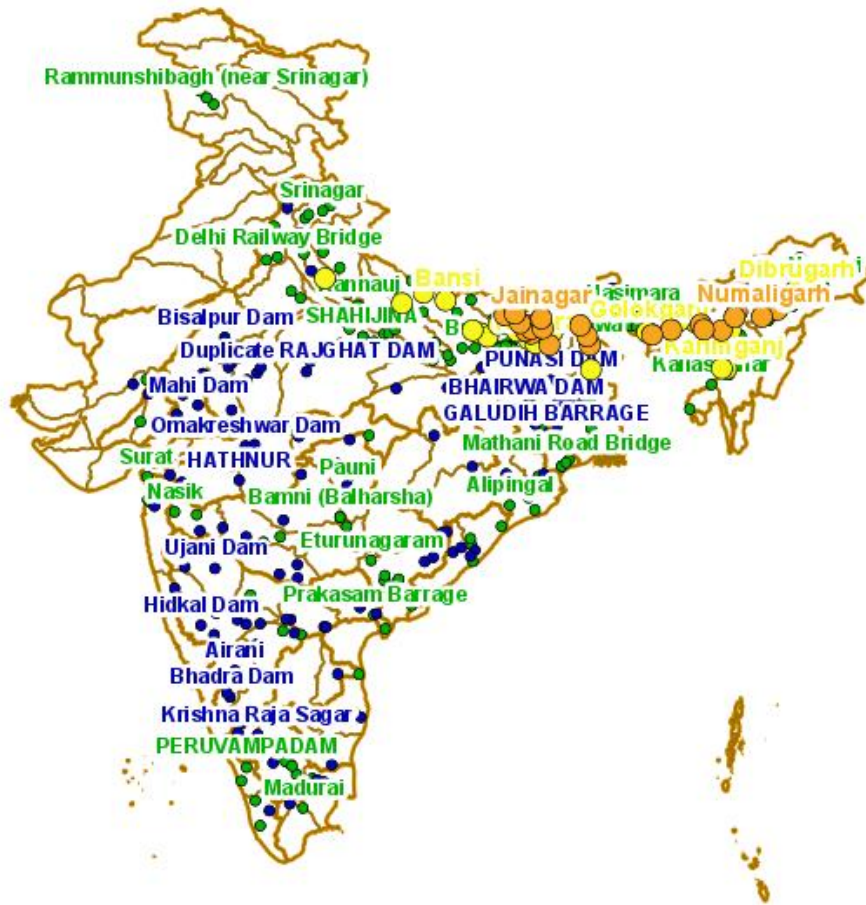 Rammunshibagh (near Srinagar)
Srinagar
Delhi Railway Bridge
Bansi
Dibrugarh
Jainagar
Numaligarh
Bisalpur Dam
SHAHIJINA
Duplicate RAJGHAT DAM
PUNASI DAM
Mahi Dam
BHAIRWA DAM
Omakreshwar Dam
GALUDIH BARRAGE
Mathani Road Bridge
Surat
HATHNUR
Pauni
Nasik
Bamni (Balharsha)
Alipingal
Ujani Dam
Eturunagaram
Hidkal Dam
Prakasam Barrage
Airani
Bhadra Dam
Krishna Raja Sagar
PERUVAMPADAM
Madurai